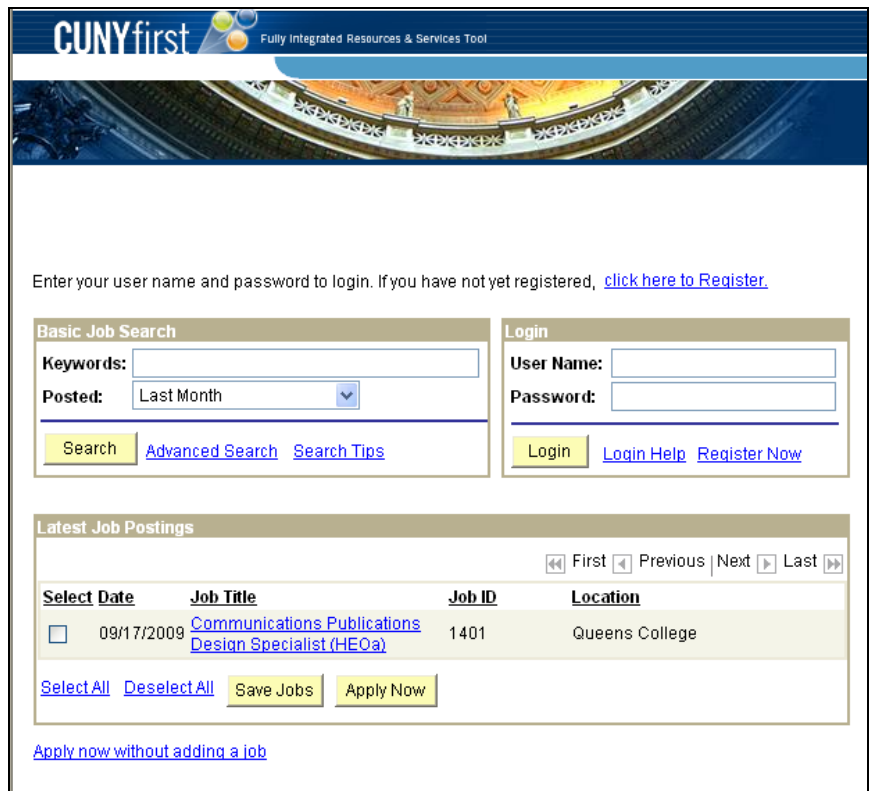 CUNYfirst Fully Integrated Resources & Services Tool
Enter your user name and password to login. If you have not yet registered, click here to Register.
Basic Job Search
Keywords:
Posted: Last Month
Search Advanced Search Search Tips
Login
User Name:
Password:
Login Login Help Register Now
Latest Job Postings
First Previous | Next Last
Select Date Job Title Job ID Location
09/17/2009 Communications Publications Design Specialist (HEOa) 1401 Queens College
Select All Deselect All Save Jobs Apply Now
Apply now without adding a job